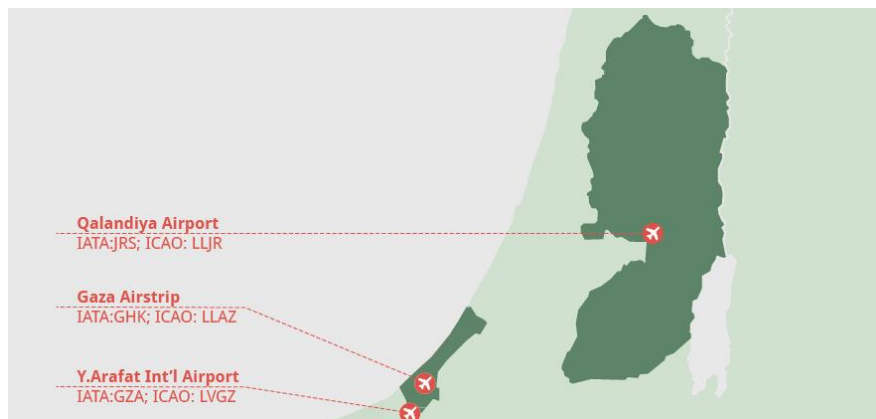 Qalandiya Airport
IATA:JRS; ICAO: LLJR
Gaza Airstrip
IATA:GHK; ICAO: LLAZ
Y.Arafat Int'l Airport
IATA:GZA; ICAO: LVGZ